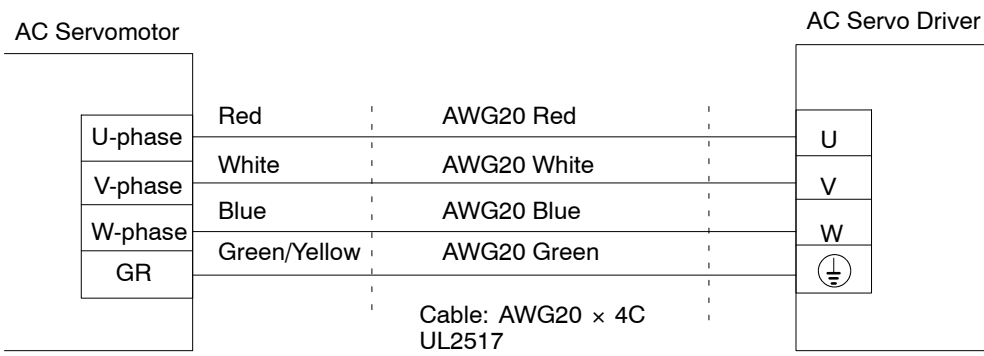 AC Servomotor
AC Servo Driver
Red
AWG20 Red
U-phase
U
White
AWG20 White
V-phase
V
Blue
AWG20 Blue
W-phase
W
Green/Yellow
AWG20 Green
GR
Cable: AWG20 × 4C
UL2517